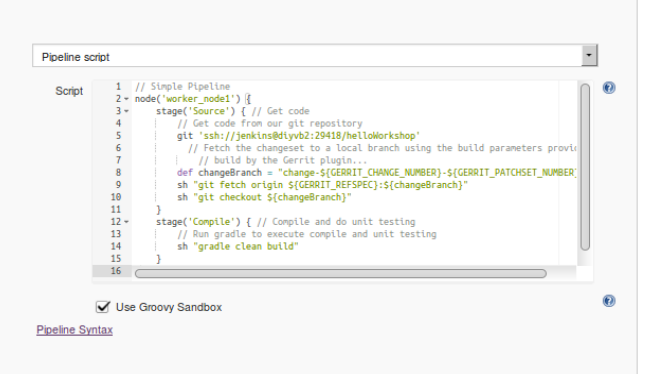 Pipeline script
Script
1 // Simple Pipeline
2 node('worker_node1') {
3 stage('Source') { // Get code
4 // Get code from our git repository
5 git 'ssh://jenkins@diyvb2:29418/helloWorkshop'
6 // Fetch the changeset to a local branch using the build parameters provi
7 // build by the Gerrit plugin...
8 def changeBranch = "change-${GERRIT_CHANGE_NUMBER}-${GERRIT_PATCHSET_NUMBER}
9 sh "git fetch origin ${GERRIT_REFSPEC}:${changeBranch}"
10 sh "git checkout ${changeBranch}"
11 }
12 stage('Compile') { // Compile and do unit testing
13 // Run gradle to execute compile and unit testing
14 sh "gradle clean build"
15 }
16
Use Groovy Sandbox
Pipeline Syntax